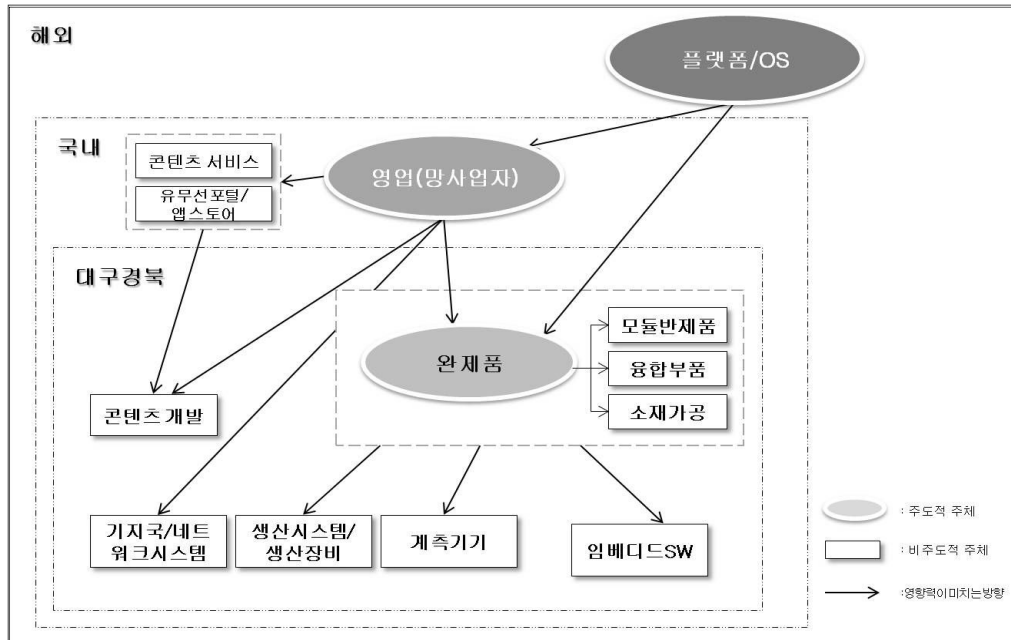 해외
플랫폼/OS
국내
콘텐츠 서비스
유무선포털/
앱스토어
영업(망사업자)
대구경북
완제품
모듈반제품
융합부품
소재가공
콘텐츠 개발
기지국/네트
워크시스템
생산시스템/
생산장비
계측기기
임베디드SW
: 주도적 주체
: 비주도적 주체
:영향력이미치는방향